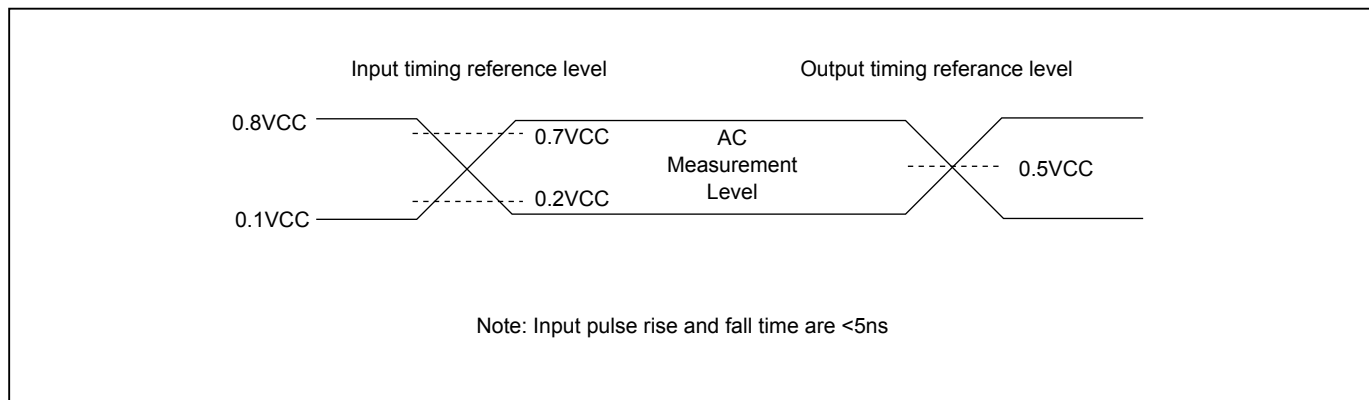 Input timing reference level
Output timing referance level
0.8VCC
0.7VCC
AC
Measurement
Level
0.5VCC
0.2VCC
0.1VCC
Note: Input pulse rise and fall time are <5ns